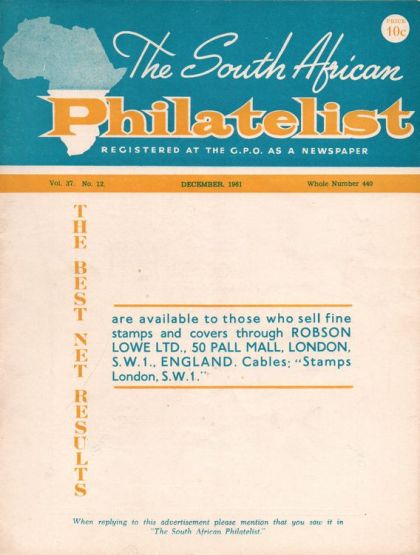 PRICE
10c
The South African
Philatelist
REGISTERED AT THE G.P.O. AS A NEWSPAPER
Vol. 37. No. 12. DECEMBER, 1961 Whole Number 440
THE BEST NET RESULTS
are available to those who sell fine
stamps and covers through ROBSON
LOWE LTD., 50 PALL MALL, LONDON,
S.W.1., ENGLAND. Cables: "Stamps
London, S.W.1."
When replying to this advertisement please mention that you saw it in
"The South African Philatelist."